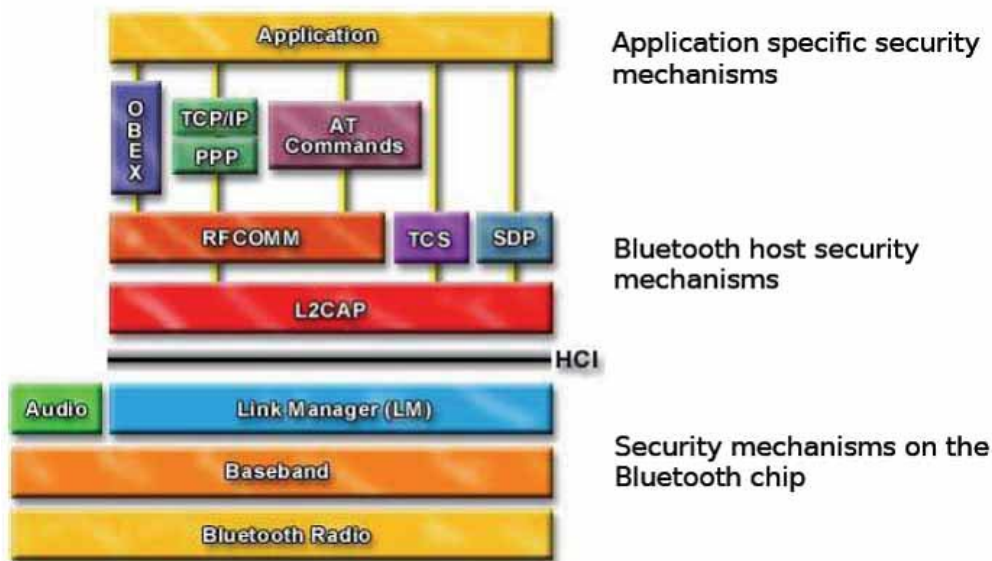 Application
Application specific security
mechanisms
OBEX
TCP/IP
PPP
AT
Commands
RFCOMM
TCS
SDP
Bluetooth host security
mechanisms
L2CAP
HCI
Audio
Link Manager (LM)
Security mechanisms on the
Bluetooth chip
Baseband
Bluetooth Radio